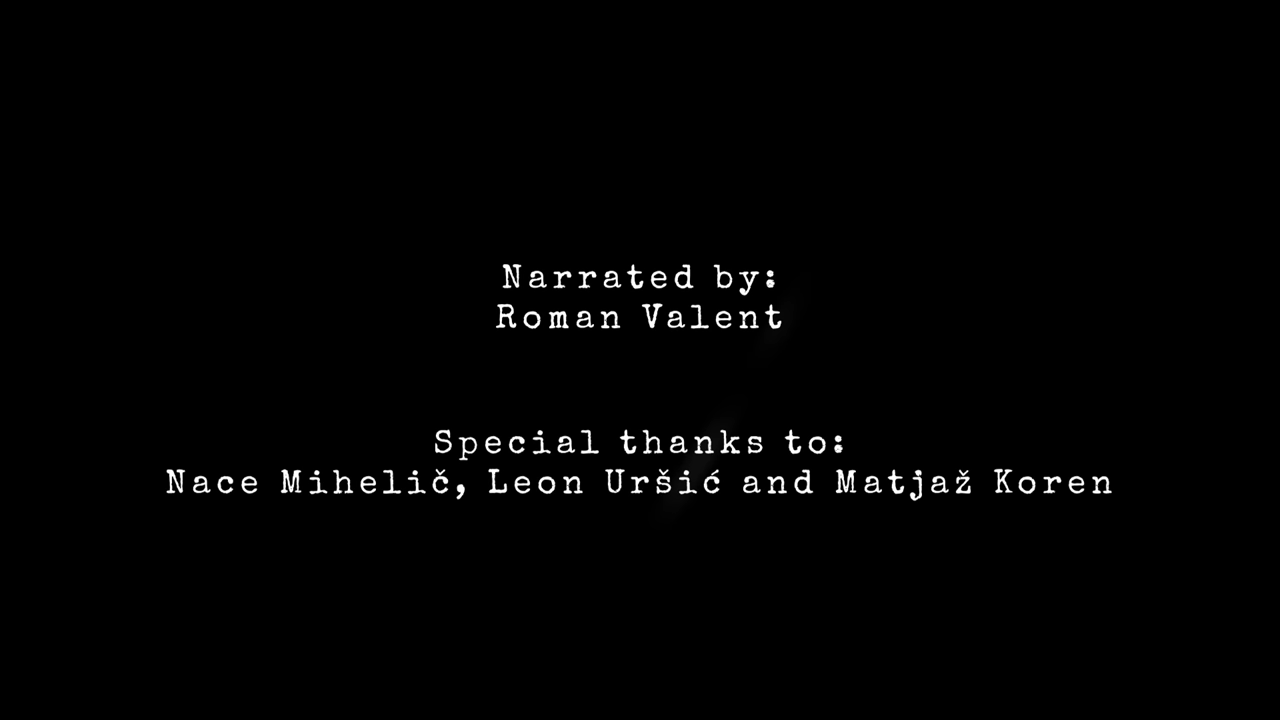 Narrated by:
Roman Valent
Special thanks to:
Nace Mihelič, Leon Uršić and Matjaž Koren